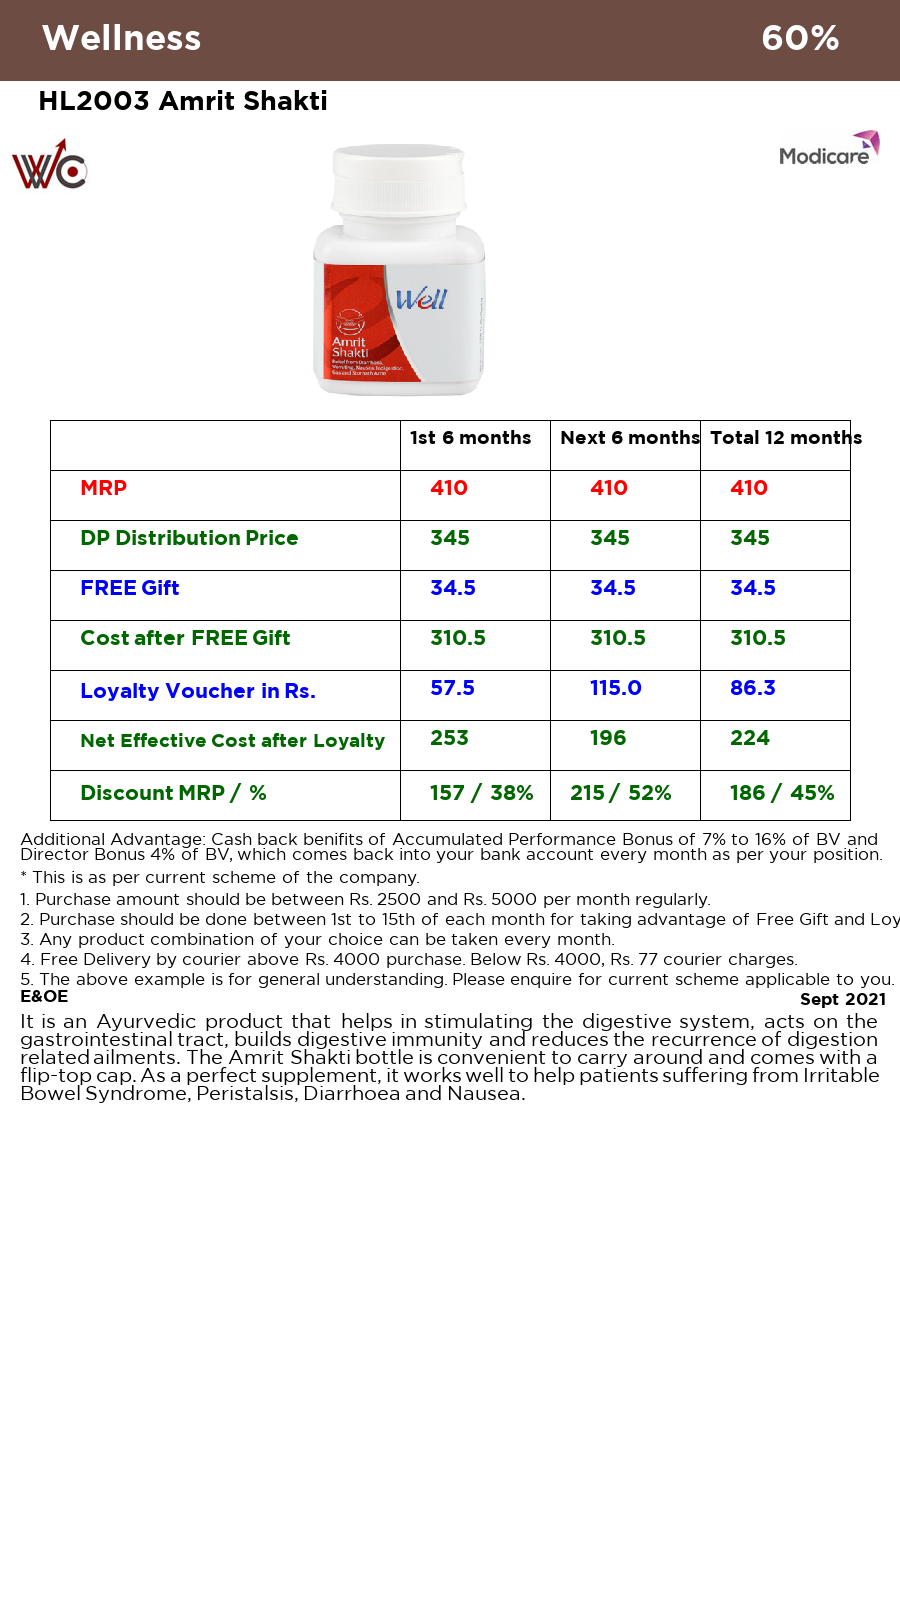 Wellness 60%
HL2003 Amrit Shakti
WC
Modicare
Well
Amrit
Shakti
Relief from Diarrhoea,
Vomiting, Nausea, Indigestion,
Gas and Stomach Ache
1st 6 months Next 6 months Total 12 months
MRP 410 410 410
DP Distribution Price 345 345 345
FREE Gift 34.5 34.5 34.5
Cost after FREE Gift 310.5 310.5 310.5
Loyalty Voucher in Rs. 57.5 115.0 86.3
Net Effective Cost after Loyalty 253 196 224
Discount MRP / % 157 / 38% 215 / 52% 186 / 45%
Additional Advantage: Cash back benifits of Accumulated Performance Bonus of 7% to 16% of BV and
Director Bonus 4% of BV, which comes back into your bank account every month as per your position.
* This is as per current scheme of the company.
1. Purchase amount should be between Rs. 2500 and Rs. 5000 per month regularly.
2. Purchase should be done between 1st to 15th of each month for taking advantage of Free Gift and Loy
3. Any product combination of your choice can be taken every month.
4. Free Delivery by courier above Rs. 4000 purchase. Below Rs. 4000, Rs. 77 courier charges.
5. The above example is for general understanding. Please enquire for current scheme applicable to you.
E&OE Sept 2021
It is an Ayurvedic product that helps in stimulating the digestive system, acts on the
gastrointestinal tract, builds digestive immunity and reduces the recurrence of digestion
related ailments. The Amrit Shakti bottle is convenient to carry around and comes with a
flip-top cap. As a perfect supplement, it works well to help patients suffering from Irritable
Bowel Syndrome, Peristalsis, Diarrhoea and Nausea.